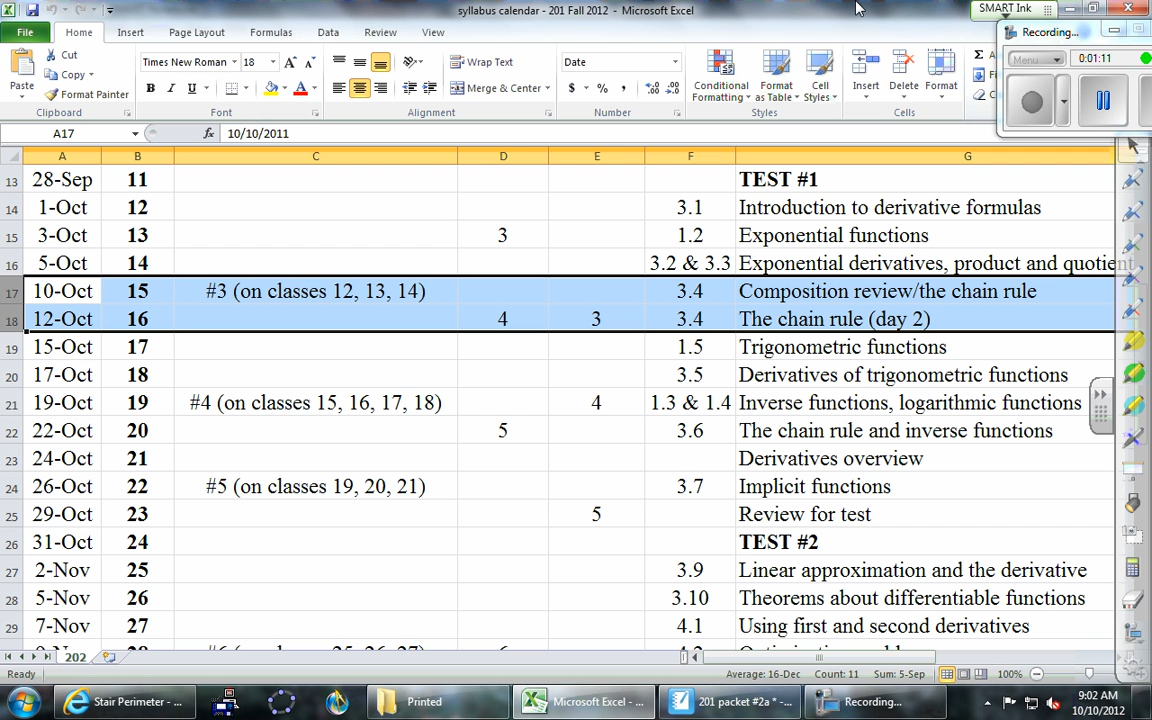 syllabus calendar - 201 Fall 2012 - Microsoft Excel
SMART Ink
File Home Insert Page Layout Formulas Data Review View
Recording...
Menu 0:01:11
Paste Cut Copy Format Painter
Times New Roman 18
B I U
Wrap Text
Merge & Center
Date
$ % ,
Conditional Formatting
Format as Table
Cell Styles
Insert Delete Format
Clipboard Font Alignment Number Styles Cells
A17 fx 10/10/2011
A B C D E F G
13 28-Sep 11 TEST #1
14 1-Oct 12 3.1 Introduction to derivative formulas
15 3-Oct 13 3 1.2 Exponential functions
16 5-Oct 14 3.2 & 3.3 Exponential derivatives, product and quotient
17 10-Oct 15 #3 (on classes 12, 13, 14) 3.4 Composition review/the chain rule
18 12-Oct 16 4 3 3.4 The chain rule (day 2)
19 15-Oct 17 1.5 Trigonometric functions
20 17-Oct 18 3.5 Derivatives of trigonometric functions
21 19-Oct 19 #4 (on classes 15, 16, 17, 18) 4 1.3 & 1.4 Inverse functions, logarithmic functions
22 22-Oct 20 5 3.6 The chain rule and inverse functions
23 24-Oct 21 Derivatives overview
24 26-Oct 22 #5 (on classes 19, 20, 21) 3.7 Implicit functions
25 29-Oct 23 5 Review for test
26 31-Oct 24 TEST #2
27 2-Nov 25 3.9 Linear approximation and the derivative
28 5-Nov 26 3.10 Theorems about differentiable functions
29 7-Nov 27 4.1 Using first and second derivatives
202
Ready Average: 16-Dec Count: 11 Sum: 5-Sep 100%
Stair Perimeter - ... Printed Microsoft Excel - ... 201 packet #2a * -... Recording...
9:02 AM
10/10/2012